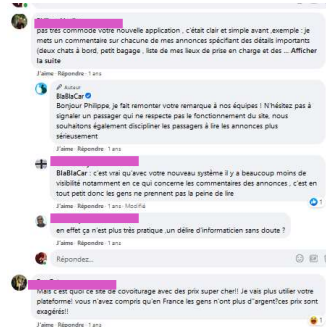 pas très commode votre nouvelle application , c'était clair et simple avant ,exemple : je
mets un commentaire sur chacune de mes annonces spécifiant des détails importants
(deux chats à bord, petit bagage , liste de mes lieux de prise en charge et des ... Afficher
la suite
J'aime · Répondre · 1 ans
Auteur
BlaBlaCar
Bonjour Philippe, je fait remonter votre remarque à nos équipes ! N'hésitez pas à
signaler un passager qui ne respecte pas le fonctionnement du site, nous
souhaitons également discipliner les passagers à lire les annonces plus
sérieusement
J'aime · Répondre · 1 ans
BlaBlaCar : c'est vrai qu'avec votre nouveau système il y a beaucoup moins de
visibilité notamment en ce qui concerne les commentaires des annonces , c'est en
tout petit donc les gens ne prennent pas la peine de lire
J'aime · Répondre · 1 ans · Modifié
1
en effet ça n'est plus très pratique ,un délire d'informaticien sans doute ?
J'aime · Répondre · 1 ans
Répondez...
Mais c'est quoi ce site de covoiturage avec des prix super cher!! Je vais plus utiliser votre
plateforme! vous n'avez compris qu'en France les gens n'ont plus d"argent?ces prix sont
exagérés!!
J'aime · Répondre · 1 ans
1